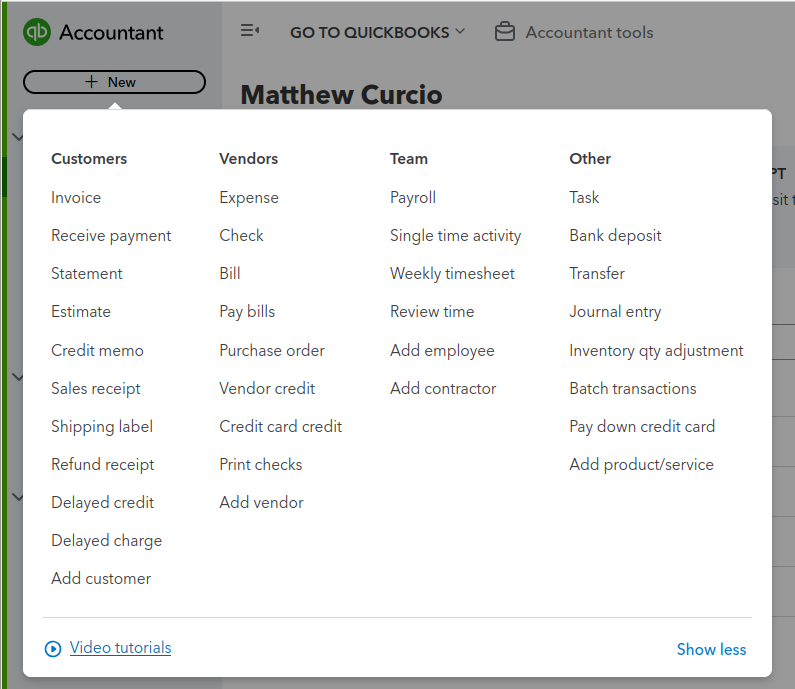 qb Accountant
GO TO QUICKBOOKS
Accountant tools
+ New
Matthew Curcio
Customers
Invoice
Receive payment
Statement
Estimate
Credit memo
Sales receipt
Shipping label
Refund receipt
Delayed credit
Delayed charge
Add customer
Vendors
Expense
Check
Bill
Pay bills
Purchase order
Vendor credit
Credit card credit
Print checks
Add vendor
Team
Payroll
Single time activity
Weekly timesheet
Review time
Add employee
Add contractor
Other
Task
Bank deposit
Transfer
Journal entry
Inventory qty adjustment
Batch transactions
Pay down credit card
Add product/service
Video tutorials
Show less